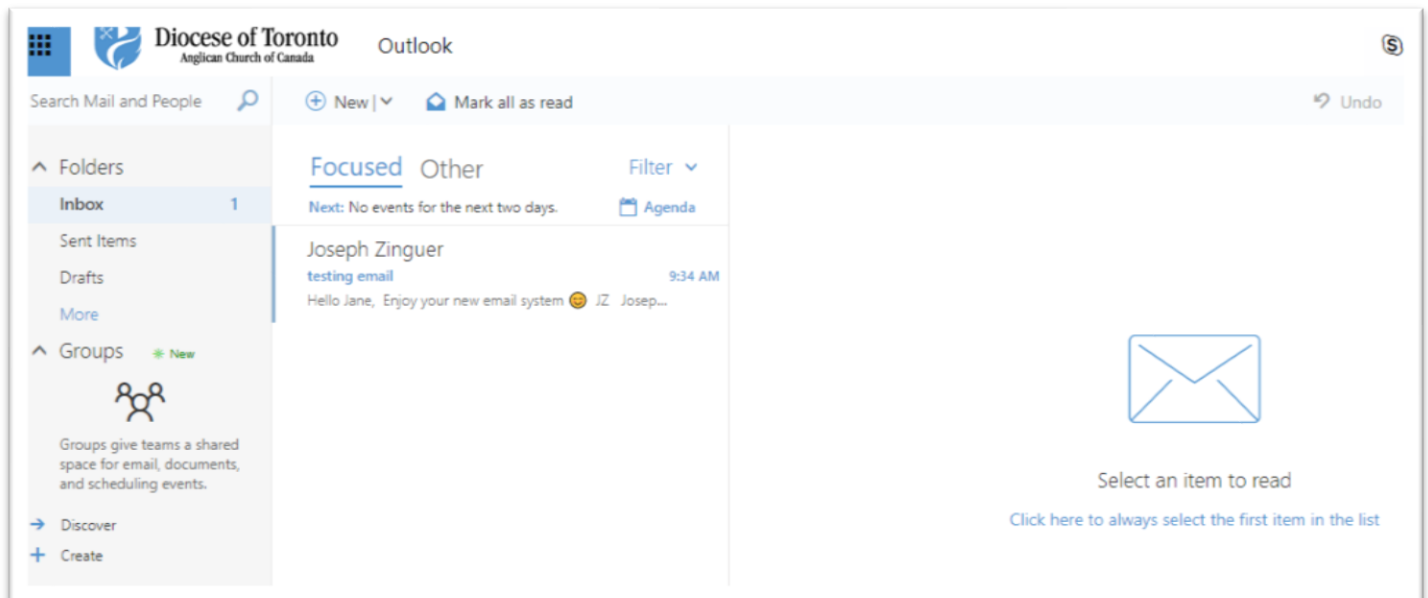 Diocese of Toronto
Anglican Church of Canada
Outlook
Search Mail and People
New
Mark all as read
Undo
Folders
Inbox 1
Sent Items
Drafts
More
Groups New
Groups give teams a shared
space for email, documents,
and scheduling events.
Discover
Create
Focused Other Filter
Next: No events for the next two days. Agenda
Joseph Zinguer
testing email 9:34 AM
Hello Jane, Enjoy your new email system 😊 JZ Josep...
Select an item to read
Click here to always select the first item in the list